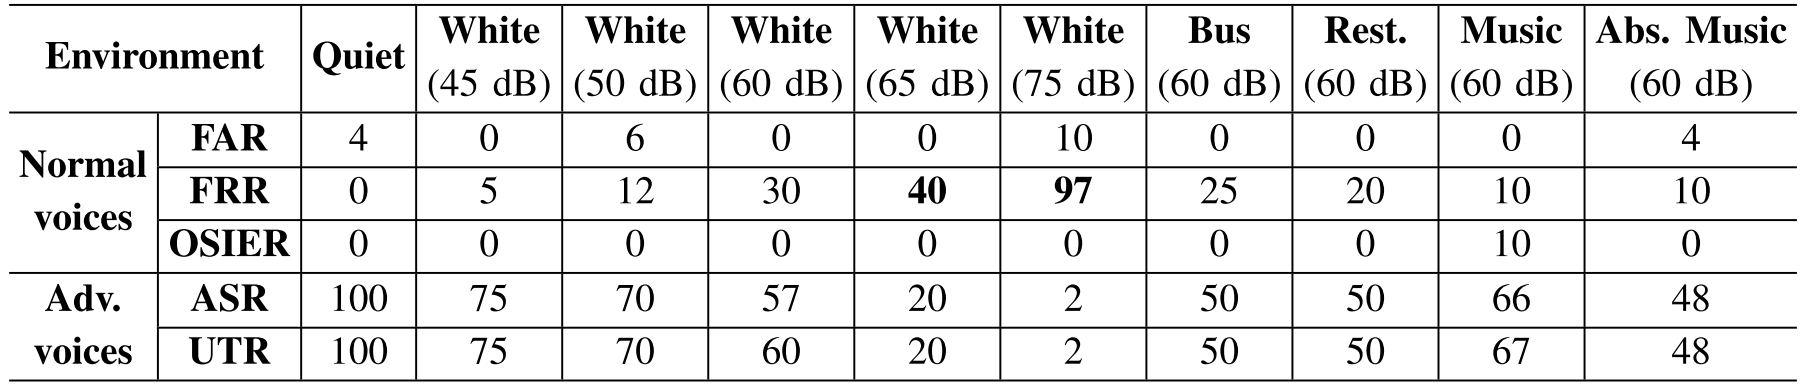 Environment Quiet White (45 dB) White (50 dB) White (60 dB) White (65 dB) White (75 dB) Bus (60 dB) Rest. (60 dB) Music (60 dB) Abs. Music (60 dB)
Normal voices FAR 4 0 6 0 0 10 0 0 0 4
FRR 0 5 12 30 40 97 25 20 10 10
OSIER 0 0 0 0 0 0 0 0 10 0
Adv. voices ASR 100 75 70 57 20 2 50 50 66 48
UTR 100 75 70 60 20 2 50 50 67 48